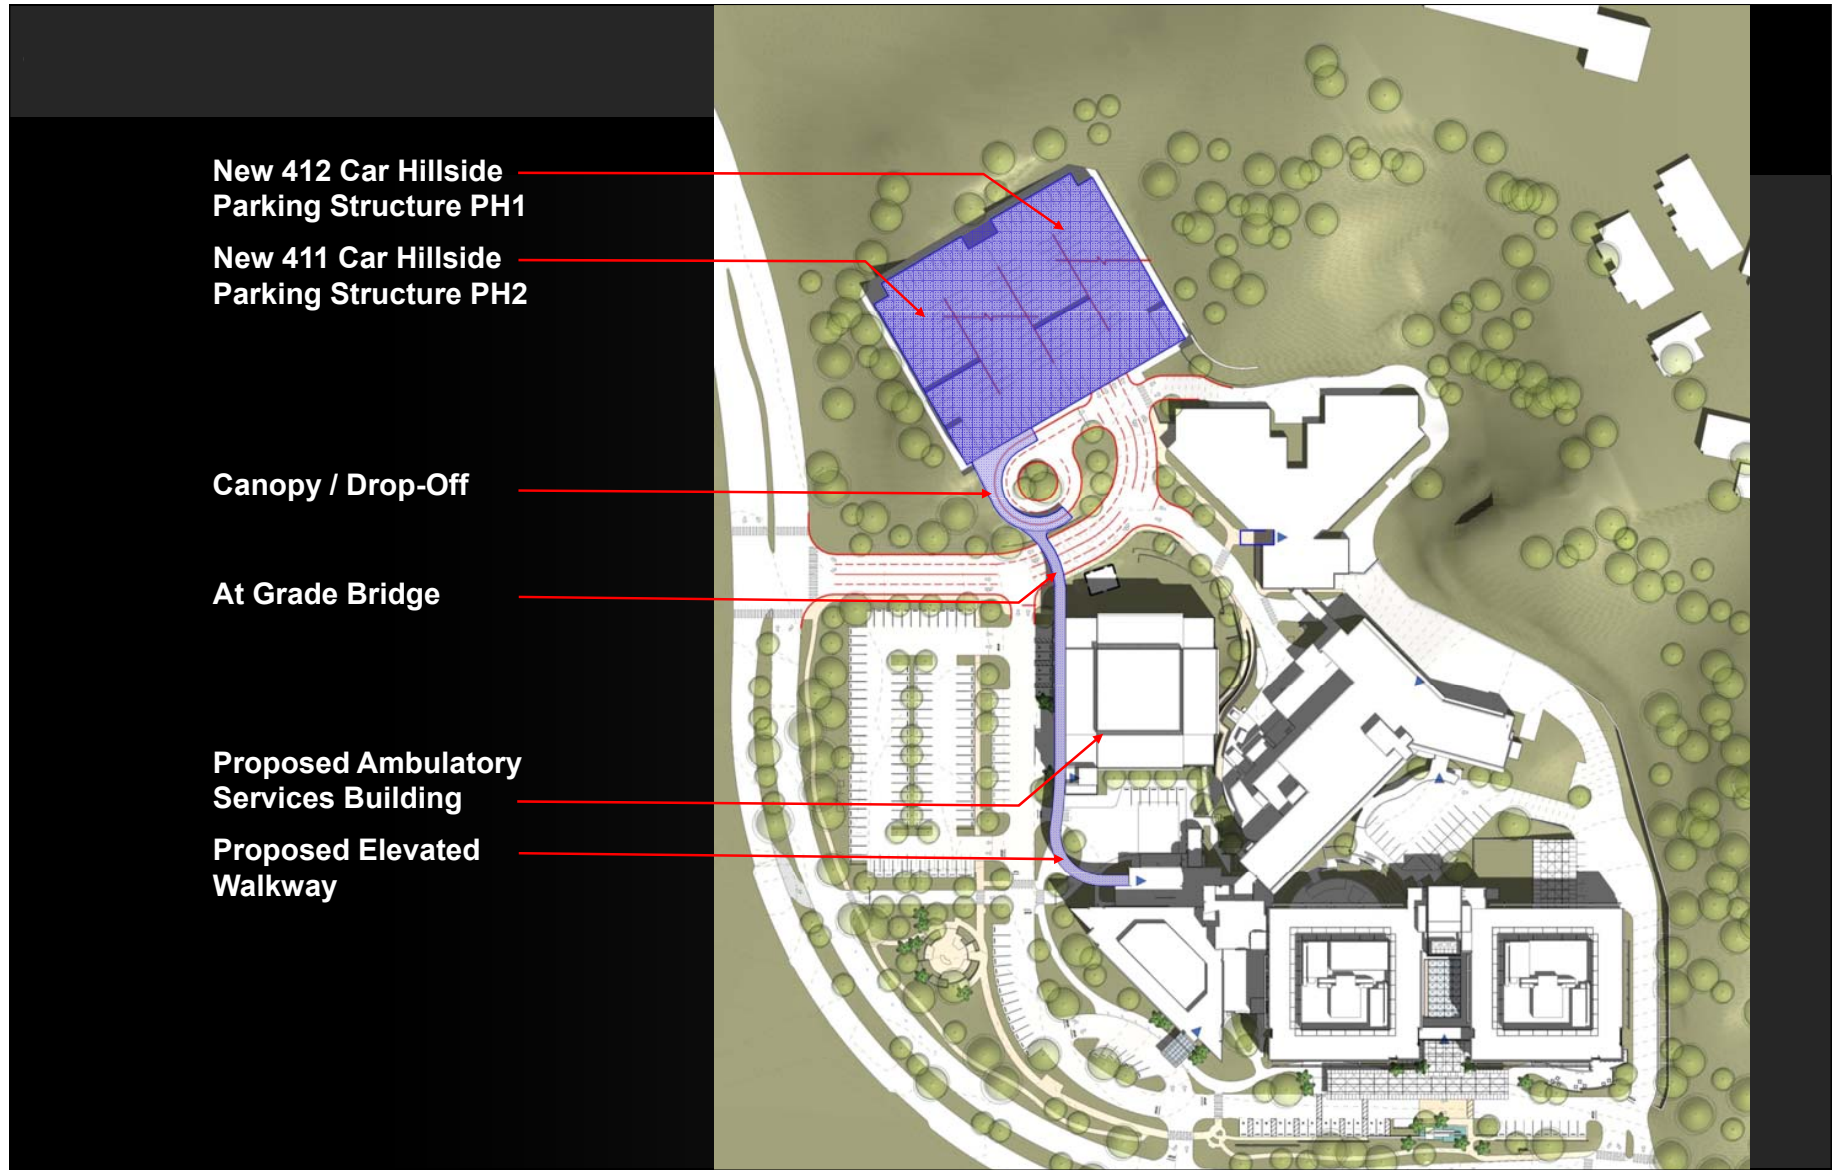 New 412 Car Hillside
Parking Structure PH1
New 411 Car Hillside
Parking Structure PH2
Canopy / Drop-Off
At Grade Bridge
Proposed Ambulatory
Services Building
Proposed Elevated
Walkway